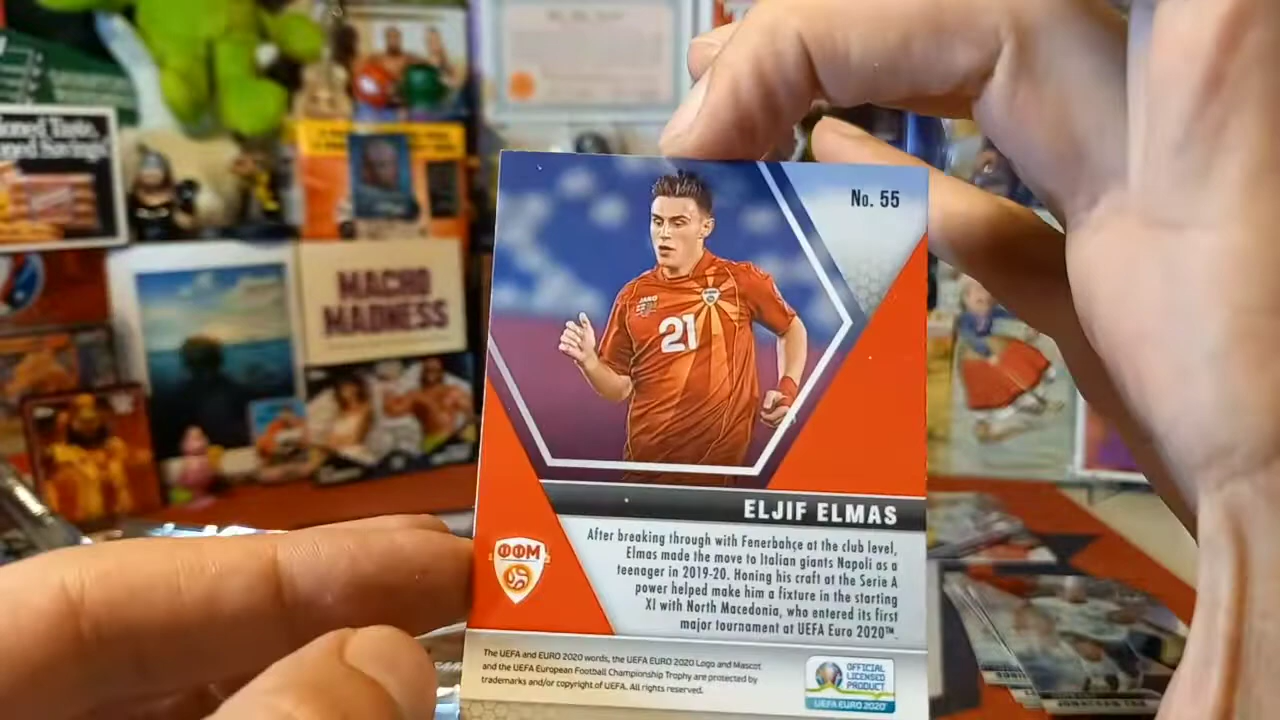 No. 55
MACHO
MADNESS
JAKO
21
ELJIF ELMAS
After breaking through with Fenerbahçe at the club level,
Elmas made the move to Italian giants Napoli as a
teenager in 2019-20. Honing his craft at the Serie A
power helped make him a fixture in the starting
XI with North Macedonia, who entered its first
major tournament at UEFA Euro 2020™.
ФФМ
The UEFA and EURO 2020 words, the UEFA EURO 2020 Logo and Mascot
and the UEFA European Football Championship Trophy are protected by
trademarks and/or copyright of UEFA. All rights reserved.
OFFICIAL
LICENSED
PRODUCT
UEFA EURO 2020